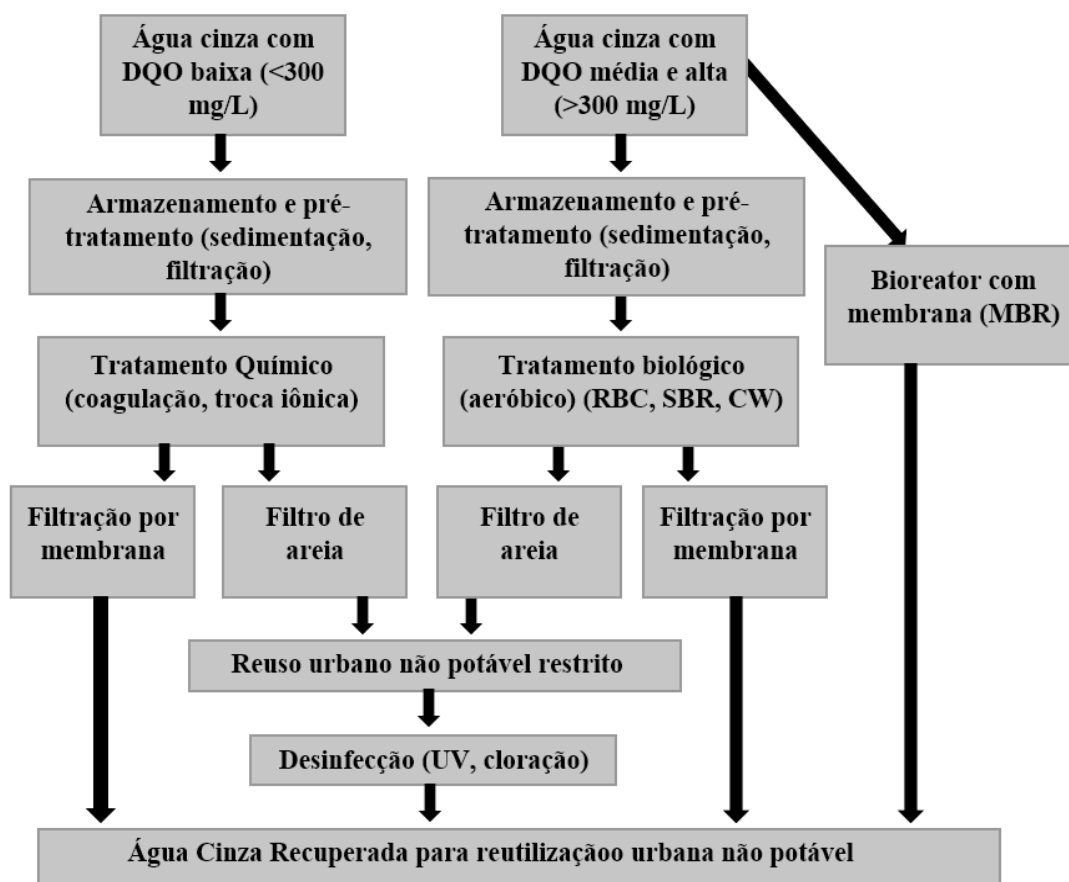 Água cinza com
DQO baixa (<300
mg/L)
Água cinza com
DQO média e alta
(>300 mg/L)
Armazenamento e pré-
tratamento (sedimentação,
filtração)
Armazenamento e pré-
tratamento (sedimentação,
filtração)
Bioreator com
membrana (MBR)
Tratamento Químico
(coagulação, troca iônica)
Tratamento biológico
(aeróbico) (RBC, SBR, CW)
Filtração por
membrana
Filtro de
areia
Filtro de
areia
Filtração por
membrana
Reuso urbano não potável restrito
Desinfecção (UV, cloração)
Água Cinza Recuperada para reutilizaçãoo urbana não potável